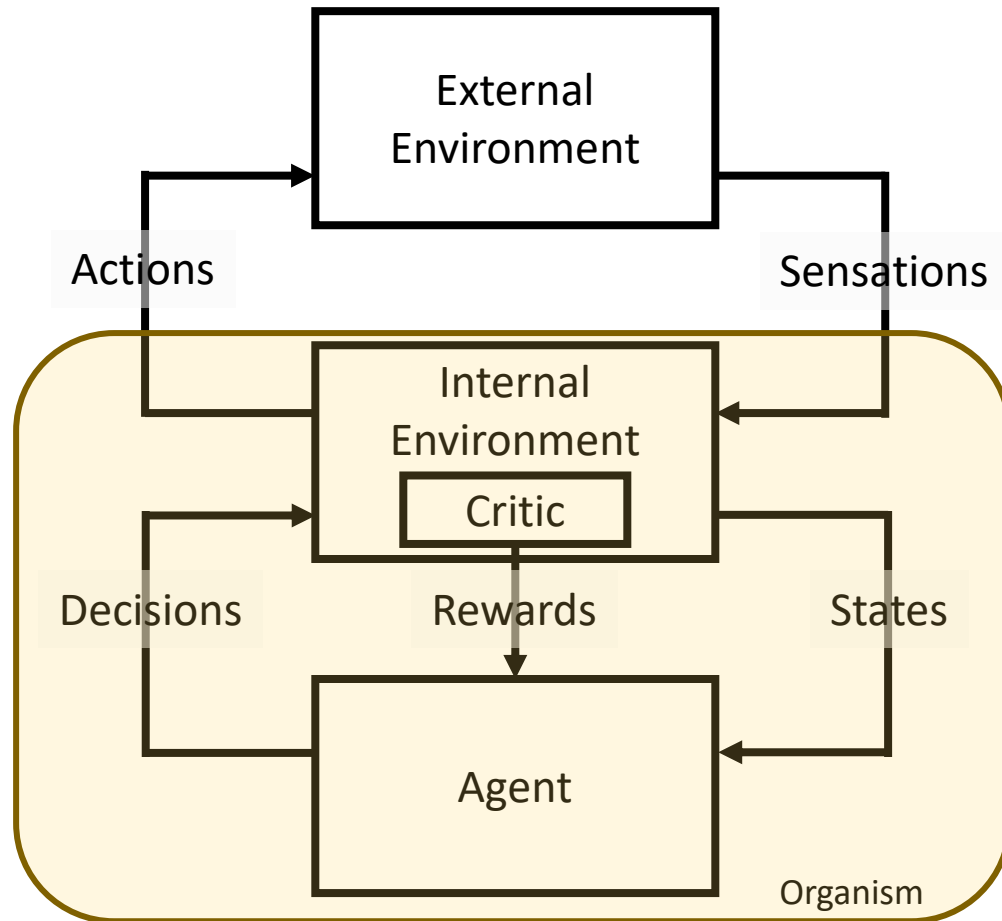 External
Environment
Actions
Sensations
Internal
Environment
Critic
Decisions
Rewards
States
Agent
Organism